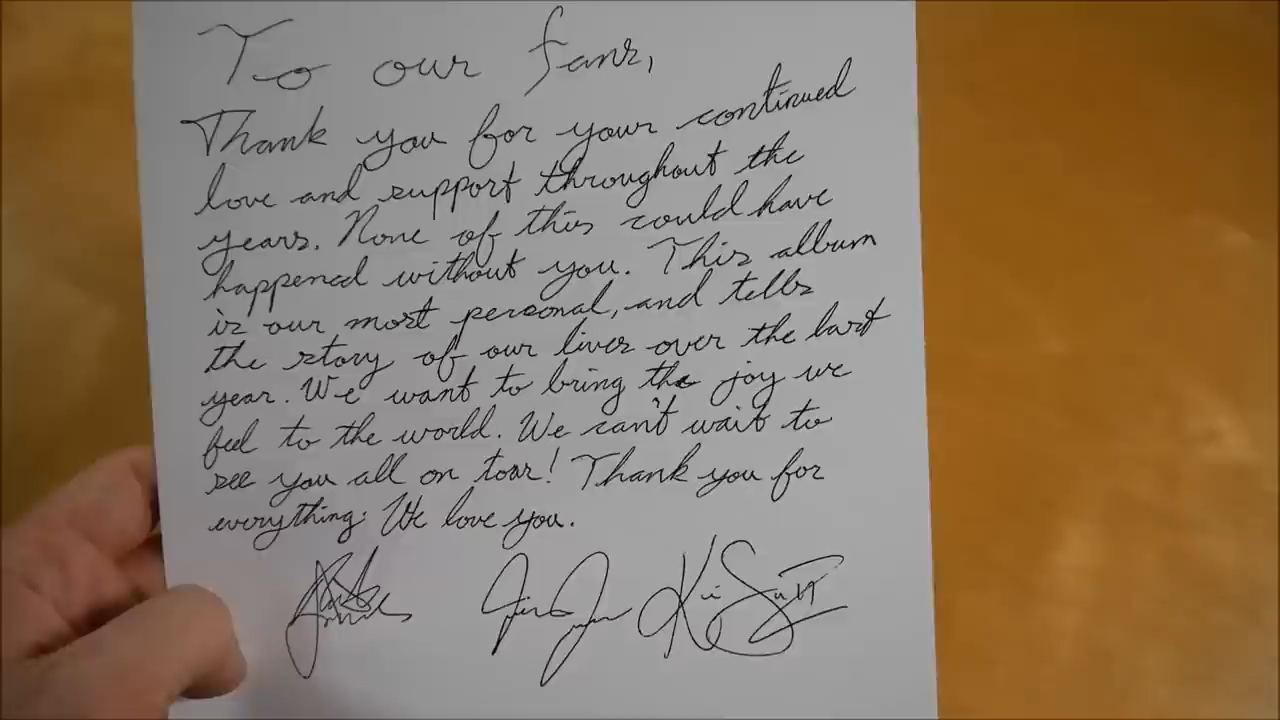 To our fans,
Thank you for your continued
love and support throughout the
years. None of this could have
happened without you. This album
is our most personal, and tells
the story of our lives over the last
year. We want to bring the joy we
feel to the world. We can't wait to
see you all on tour! Thank you for
everything. We love you.